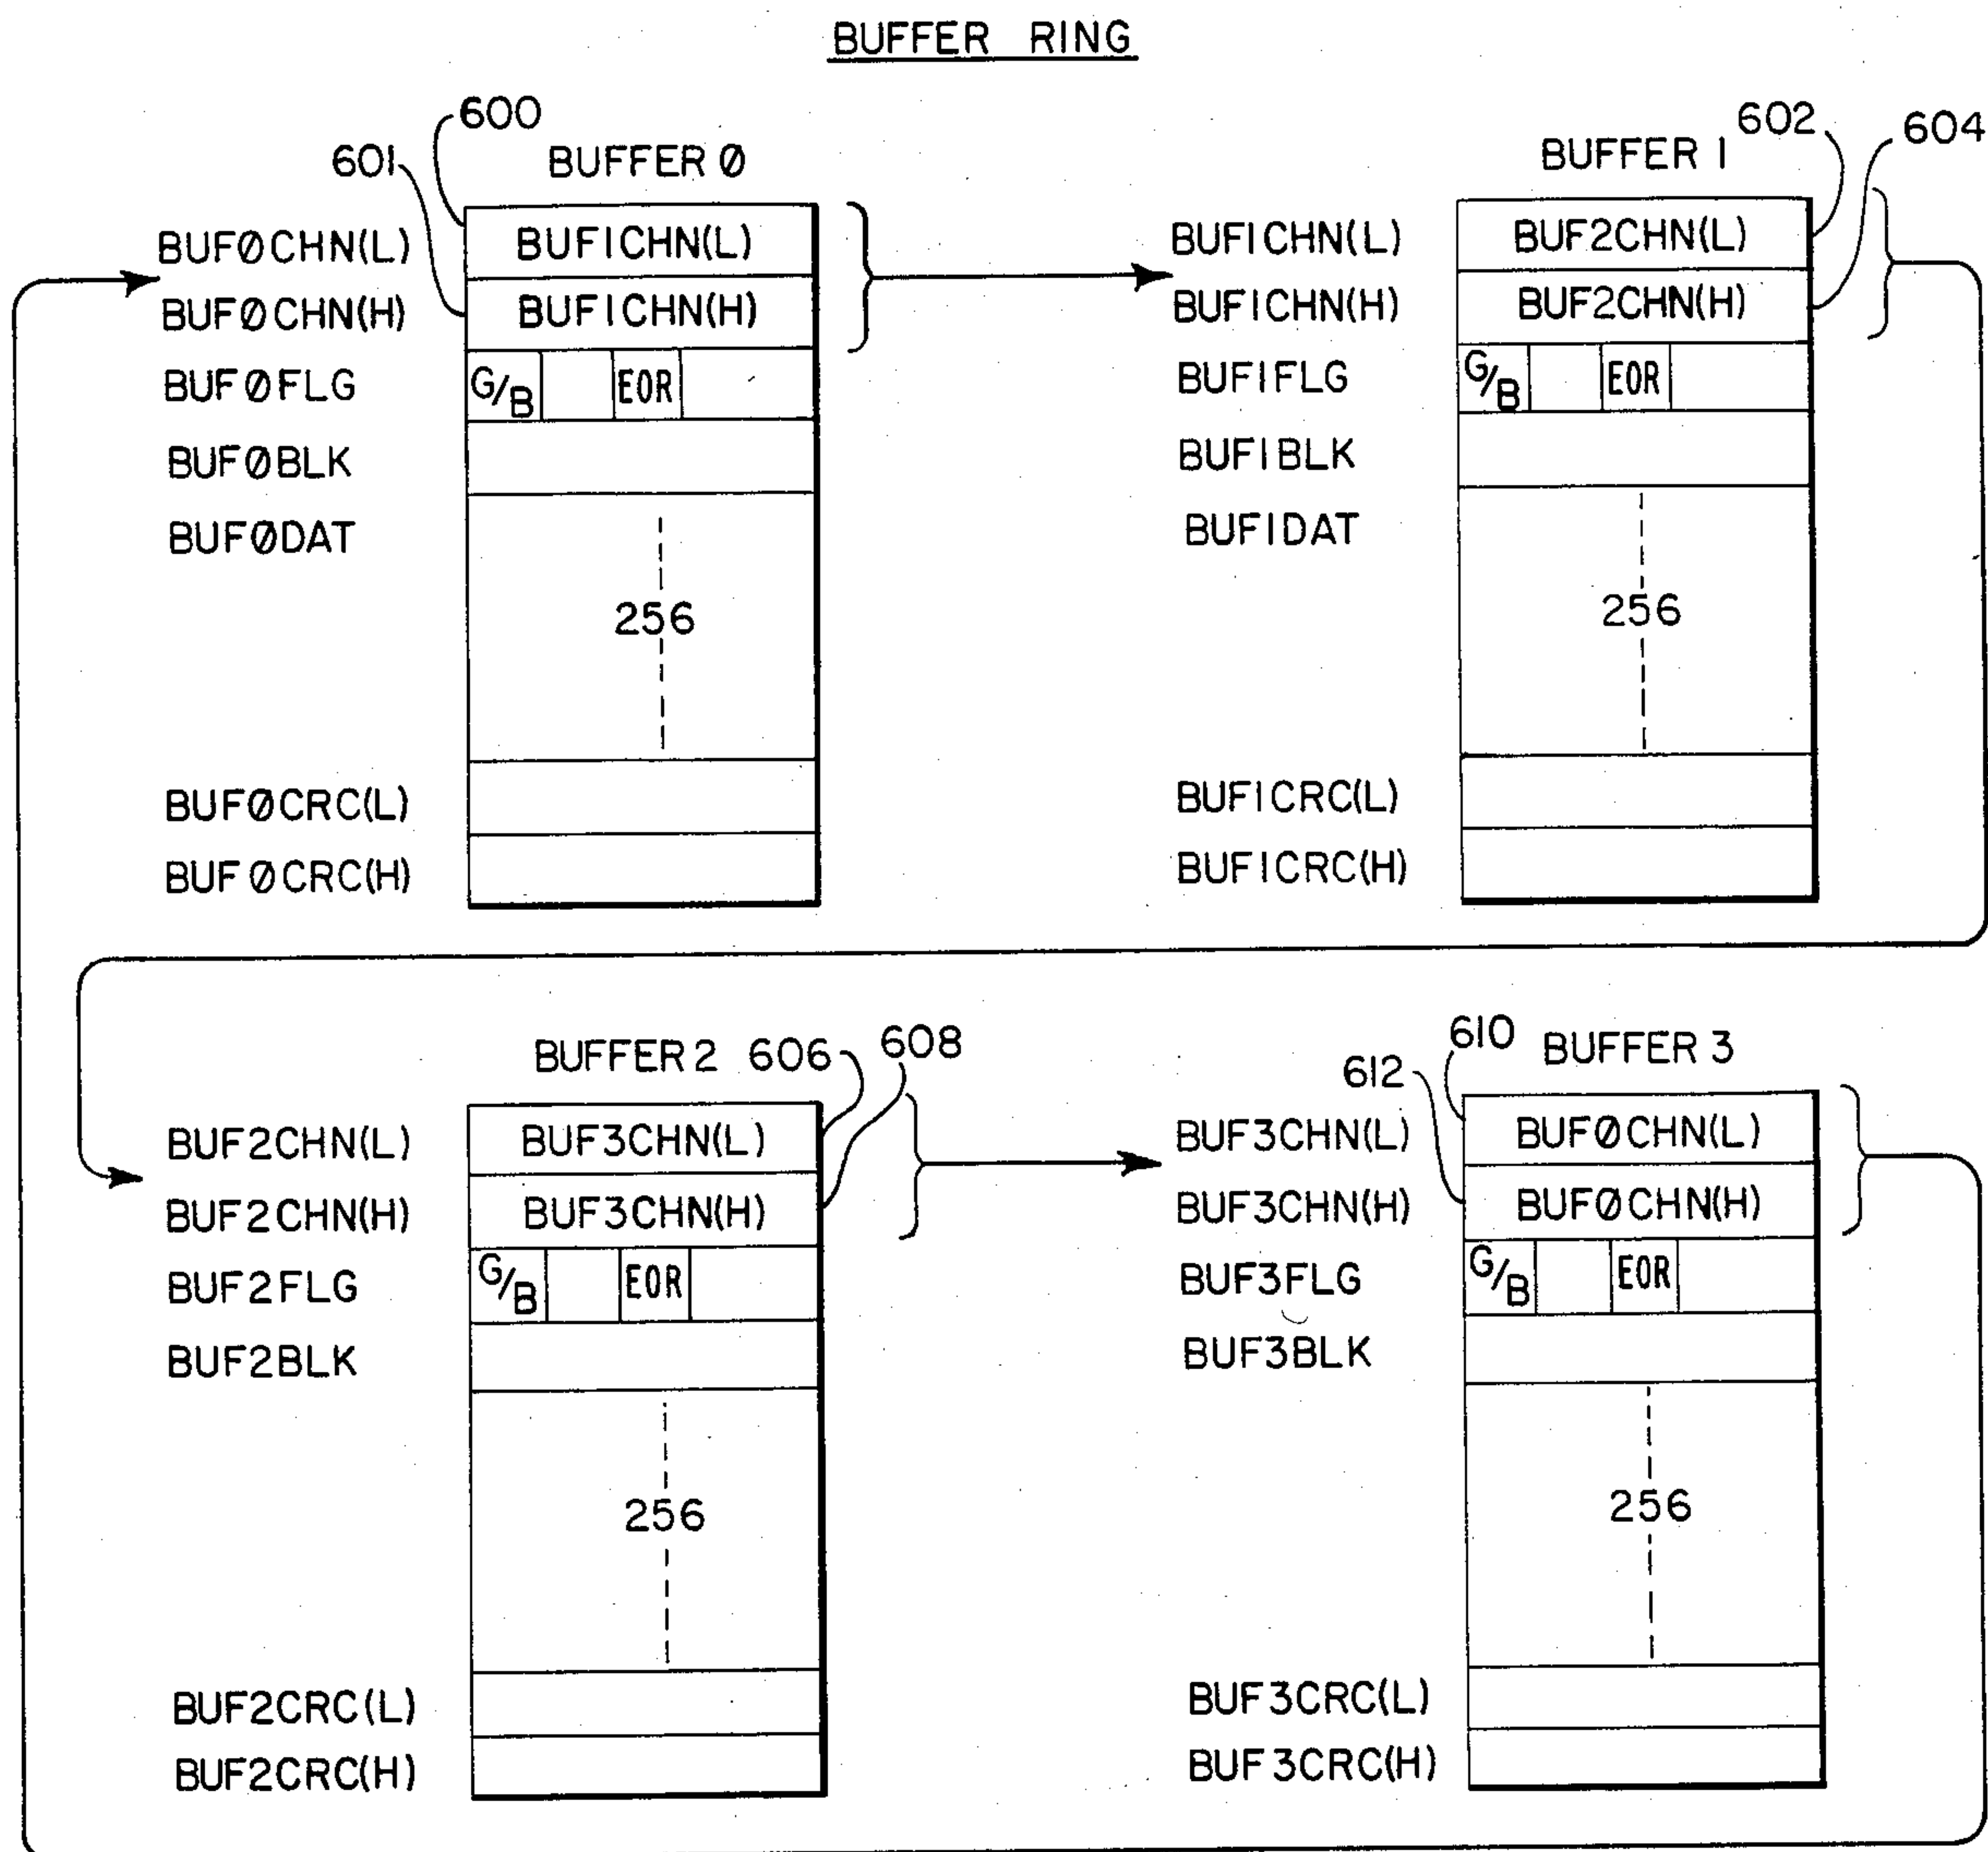 BUFFER RING
600
601
BUFFER Ø
BUFØCHN(L)
BUF1CHN(L)
BUFØCHN(H)
BUF1CHN(H)
BUFØFLG
G/B
EOR
BUFØBLK
BUFØDAT
256
BUFØCRC(L)
BUFØCRC(H)
602
604
BUFFER 1
BUF1CHN(L)
BUF2CHN(L)
BUF1CHN(H)
BUF2CHN(H)
BUF1FLG
G/B
EOR
BUF1BLK
BUF1DAT
256
BUF1CRC(L)
BUF1CRC(H)
BUFFER 2
606
608
BUF2CHN(L)
BUF3CHN(L)
BUF2CHN(H)
BUF3CHN(H)
BUF2FLG
G/B
EOR
BUF2BLK
256
BUF2CRC(L)
BUF2CRC(H)
610
612
BUFFER 3
BUF3CHN(L)
BUFØCHN(L)
BUF3CHN(H)
BUFØCHN(H)
BUF3FLG
G/B
EOR
BUF3BLK
256
BUF3CRC(L)
BUF3CRC(H)